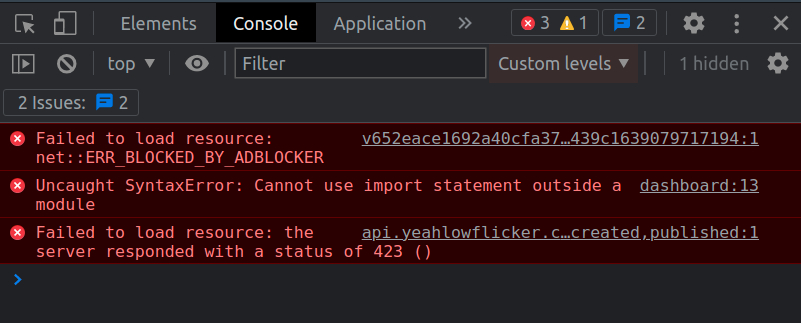 Elements Console Application » 3 1 2
top Filter Custom levels 1 hidden
2 Issues: 2
Failed to load resource: v652eace1692a40cfa37…439c1639079717194:1
net::ERR_BLOCKED_BY_ADBLOCKER
Uncaught SyntaxError: Cannot use import statement outside a dashboard:13
module
Failed to load resource: the api.yeahlowflicker.c…created,published:1
server responded with a status of 423 ()